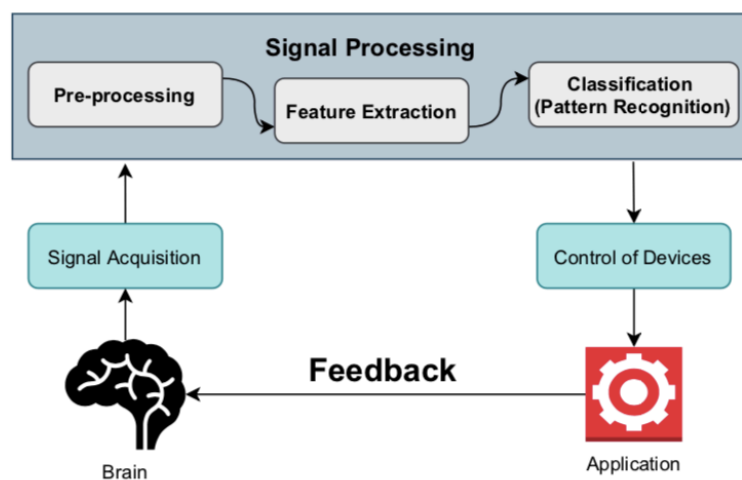 Signal Processing
Pre-processing
Feature Extraction
Classification
(Pattern Recognition)
Signal Acquisition
Control of Devices
Feedback
Brain
Application